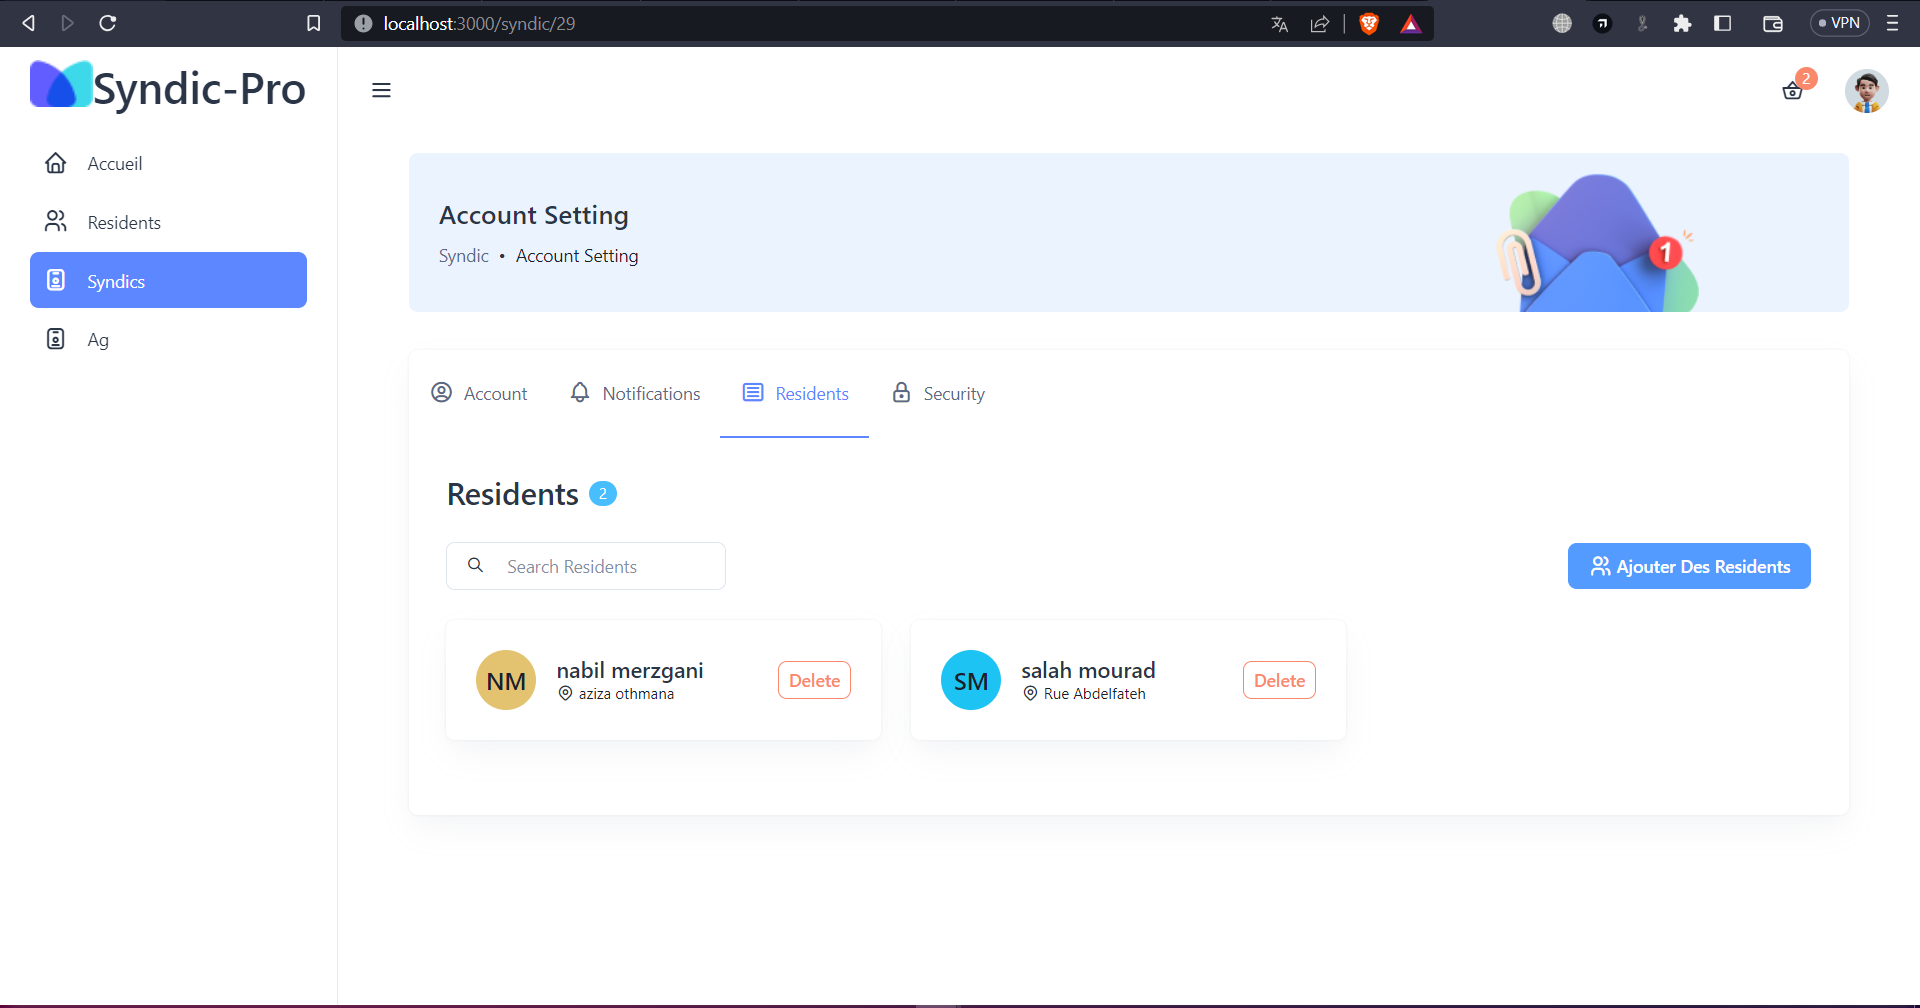 localhost:3000/syndic/29
VPN
Syndic-Pro
2
Accueil
Residents
Syndics
Ag
Account Setting
Syndic • Account Setting
1
Account
Notifications
Residents
Security
Residents 2
Search Residents
Ajouter Des Residents
NM
nabil merzgani
aziza othmana
Delete
SM
salah mourad
Rue Abdelfateh
Delete